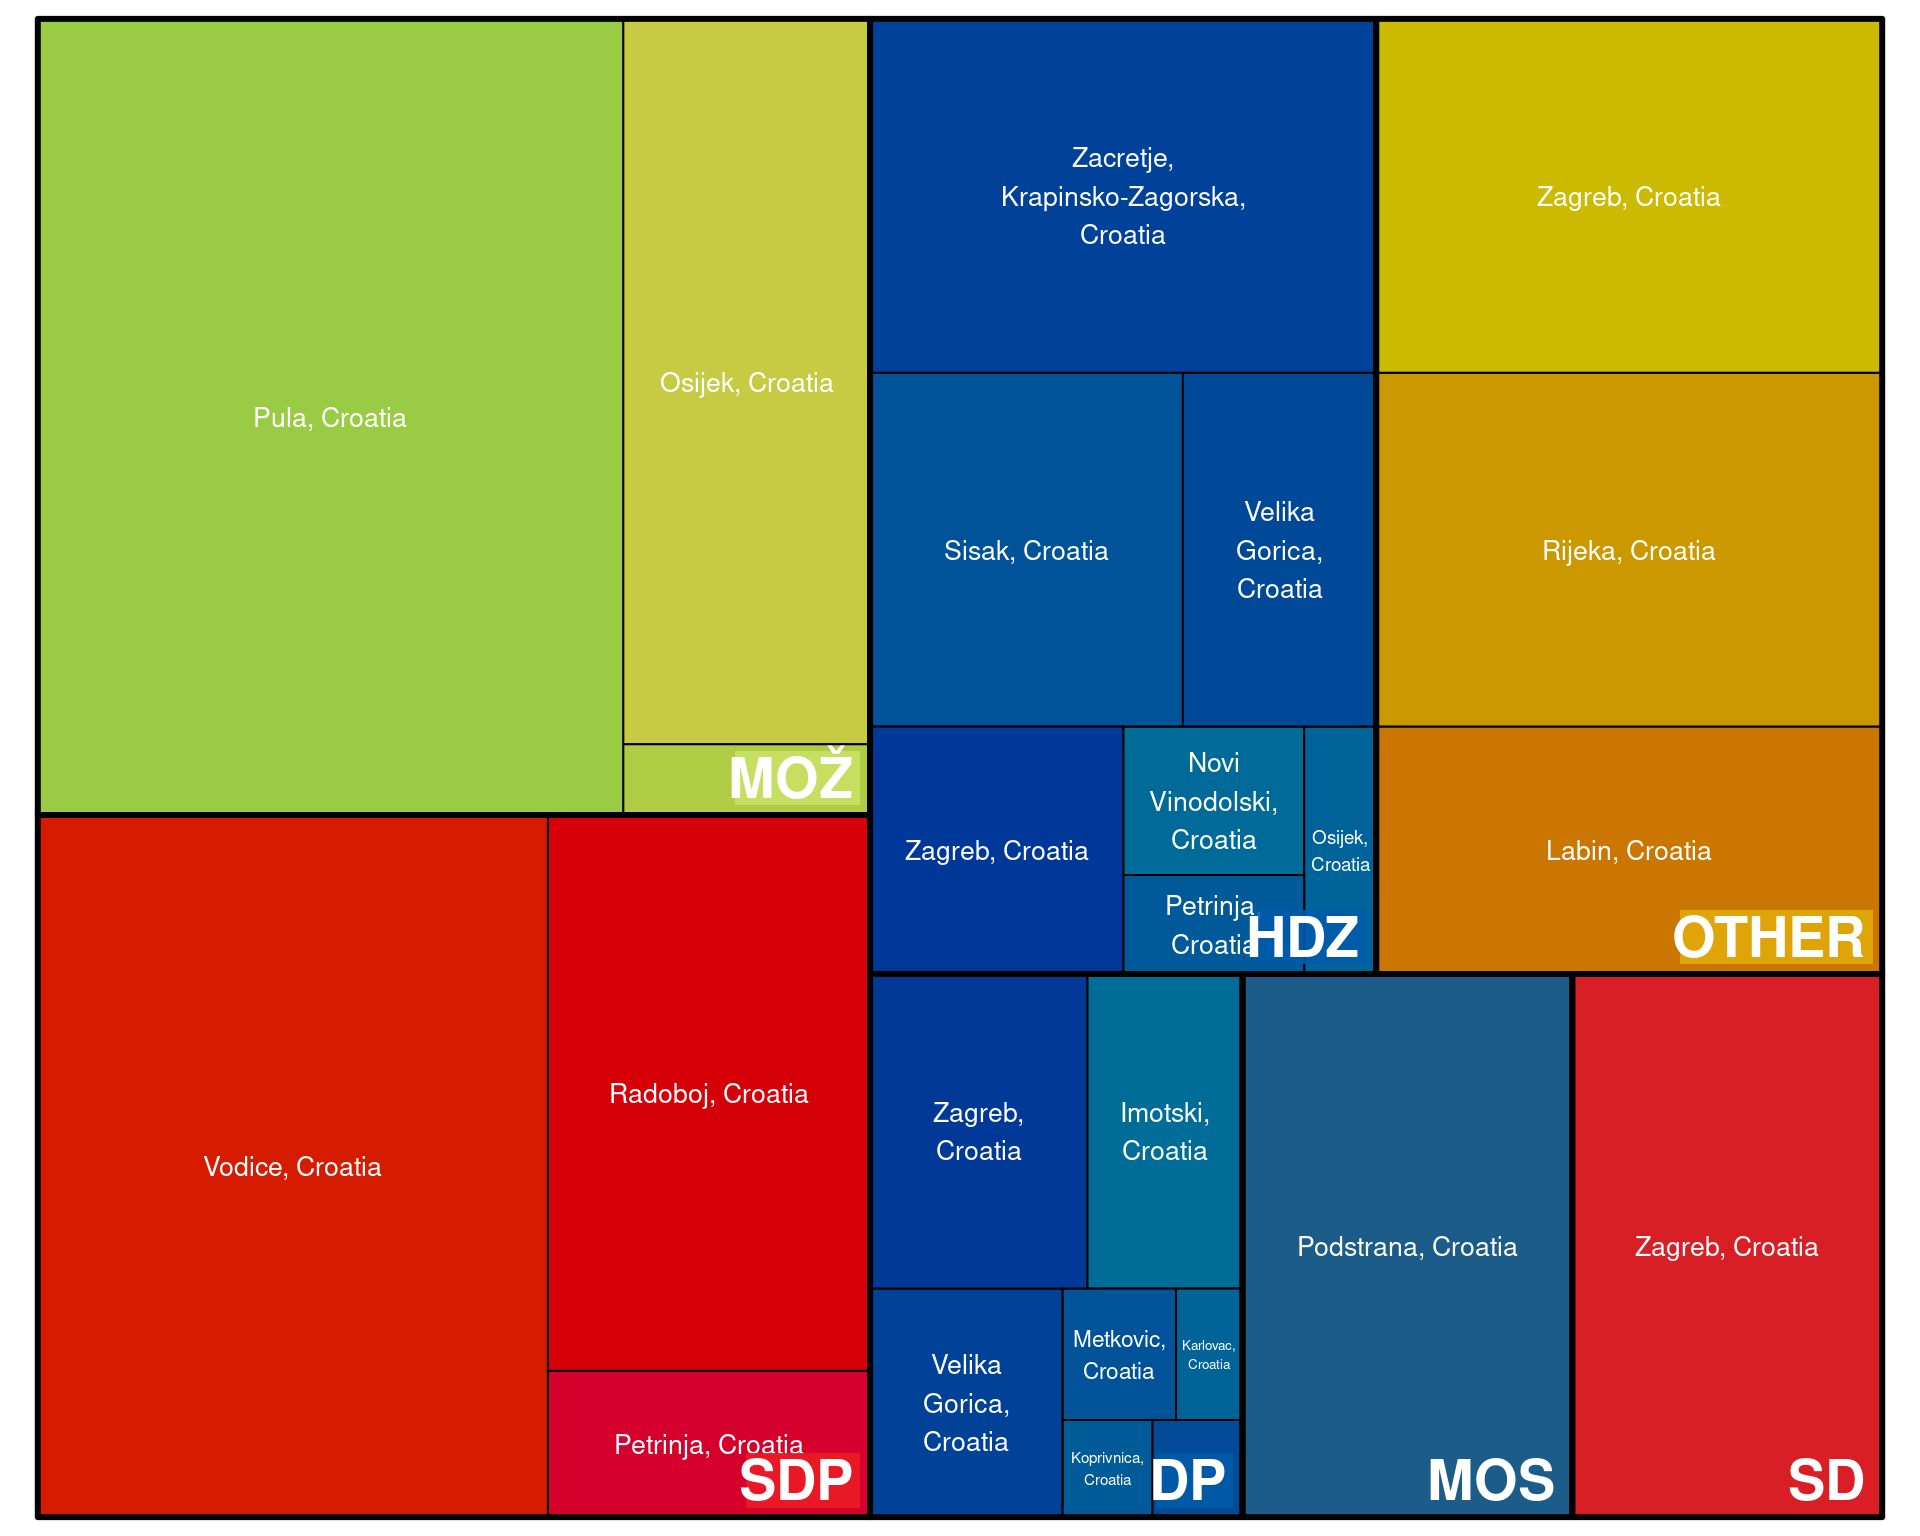 Pula, Croatia
Osijek, Croatia
MOŽ
Zacretje,
Krapinsko-Zagorska,
Croatia
Sisak, Croatia
Velika
Gorica,
Croatia
Zagreb, Croatia
Novi
Vinodolski,
Croatia
Osijek,
Croatia
Petrinja
Croatia
HDZ
Zagreb, Croatia
Rijeka, Croatia
Labin, Croatia
OTHER
Vodice, Croatia
Radoboj, Croatia
Petrinja, Croatia
SDP
Zagreb,
Croatia
Imotski,
Croatia
Velika
Gorica,
Croatia
Metkovic,
Croatia
Karlovac,
Croatia
Koprivnica,
Croatia
DP
Podstrana, Croatia
MOS
Zagreb, Croatia
SD